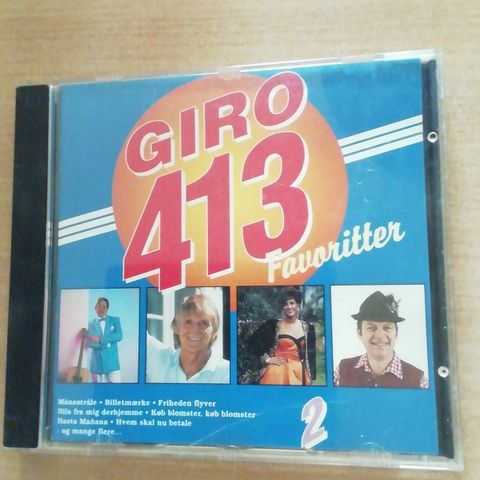 GIRO
413
Favoritter
Månestråle • Billetmærke • Friheden flyver
Hils fra mig derhjemme • Køb blomster, køb blomster
Hasta Mañana • Hvem skal nu betale
- og mange flere...
2